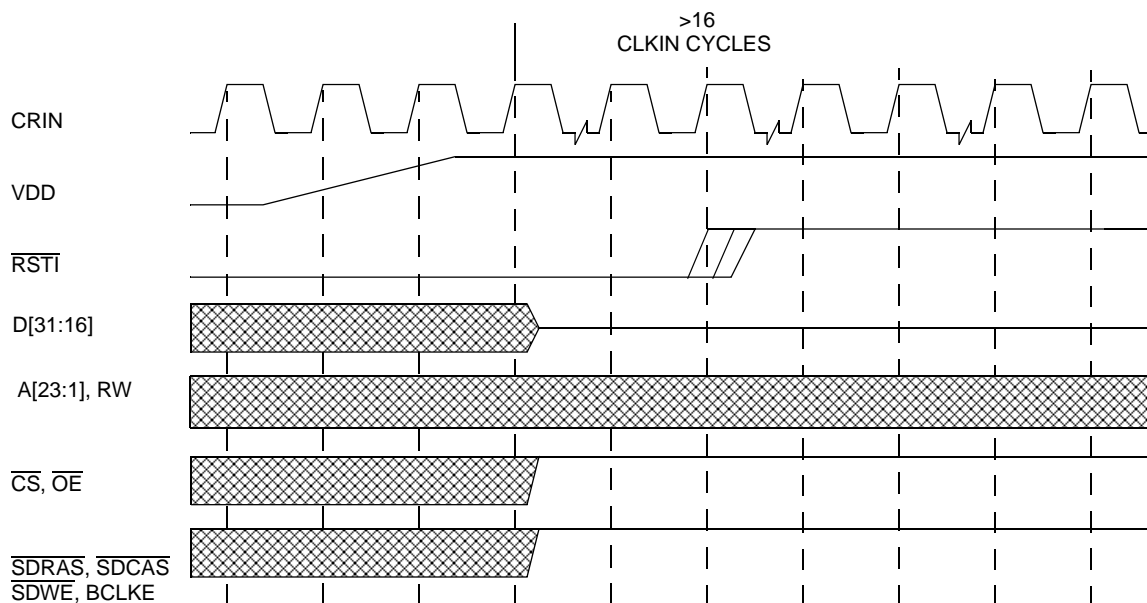 >16
CLKIN CYCLES
CRIN
VDD
RSTI
D[31:16]
A[23:1], RW
CS, OE
SDRAS, SDCAS
SDWE, BCLKE